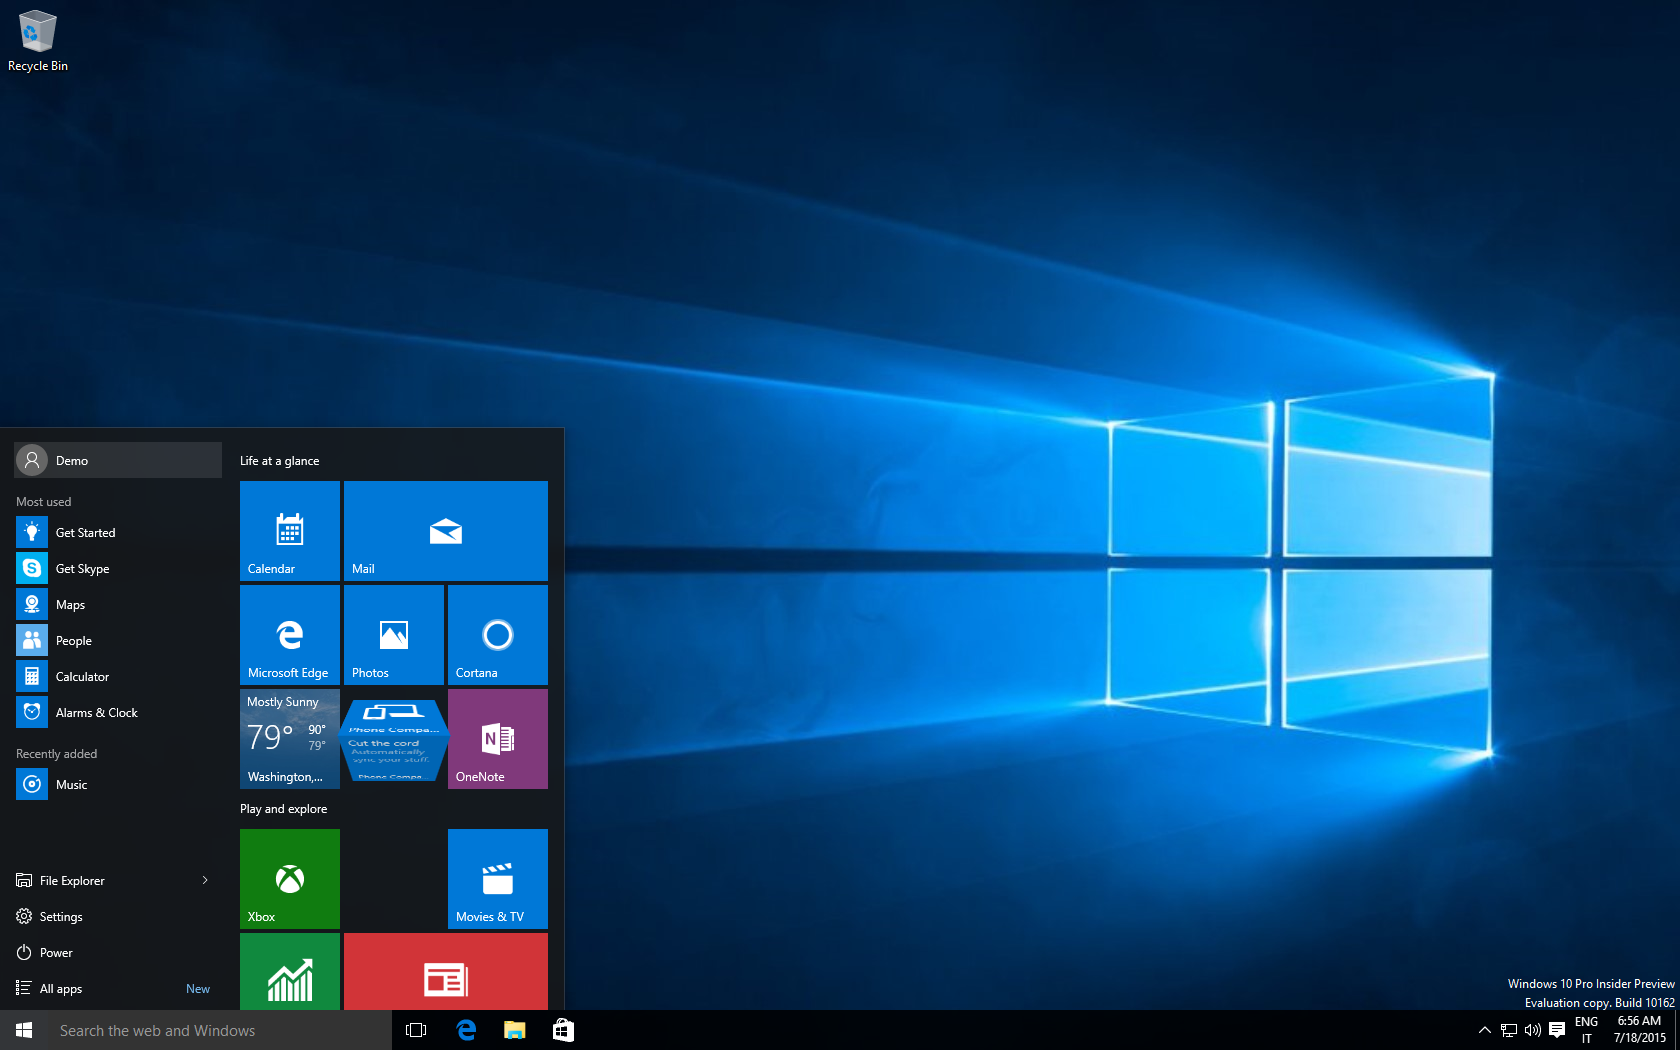 Recycle Bin
Demo
Most used
Get Started
Get Skype
Maps
People
Calculator
Alarms & Clock
Recently added
Music
File Explorer
Settings
Power
All apps
New
Life at a glance
Calendar
Mail
Microsoft Edge
Photos
Cortana
Mostly Sunny
79°
90°
79°
Washington,...
Phone Compa...
Cut the cord
Automatically
sync your stuff.
Phone Compa...
N
OneNote
Play and explore
Xbox
Movies & TV
Windows 10 Pro Insider Preview
Evaluation copy. Build 10162
Search the web and Windows
ENG
IT
6:56 AM
7/18/2015